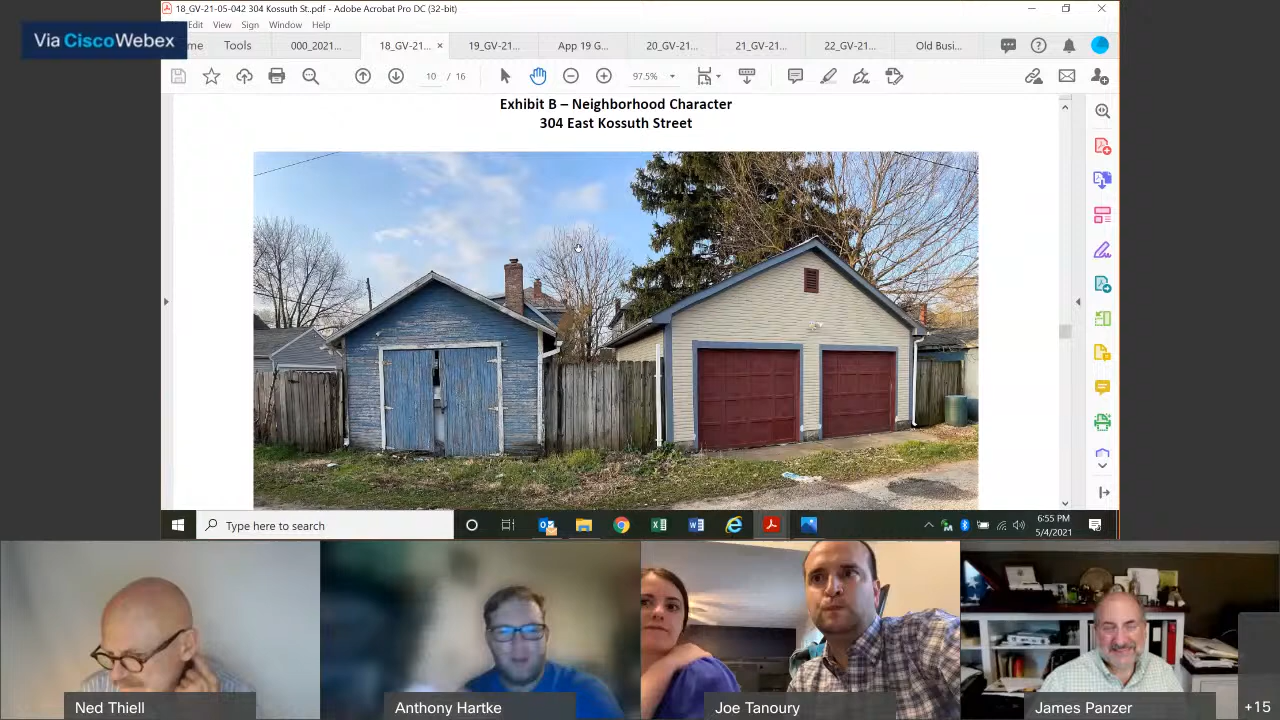 18_GV-21-05-042 304 Kossuth St..pdf - Adobe Acrobat Pro DC (32-bit)
Via Cisco Webex
Edit View Sign Window Help
me Tools 000_2021... 18_GV-21... × 19_GV-21... App 19 G... 20_GV-21... 21_GV-21... 22_GV-21... Old Busi...
10 / 16 97.5%
Exhibit B – Neighborhood Character
304 East Kossuth Street
Type here to search
6:55 PM
5/4/2021
Ned Thiell
Anthony Hartke
Joe Tanoury
James Panzer
+15